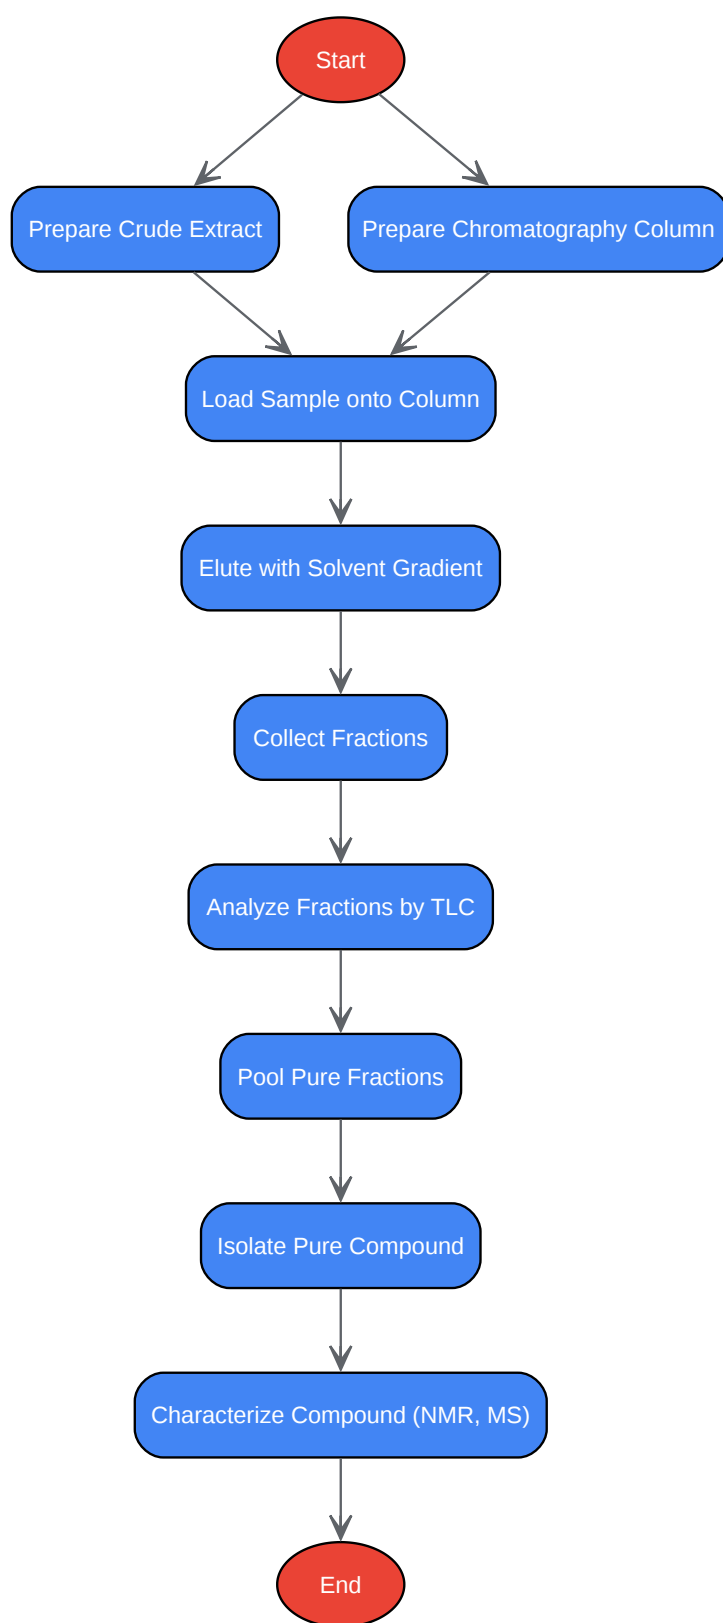 Start
Prepare Crude Extract
Prepare Chromatography Column
Load Sample onto Column
Elute with Solvent Gradient
Collect Fractions
Analyze Fractions by TLC
Pool Pure Fractions
Isolate Pure Compound
Characterize Compound (NMR, MS)
End